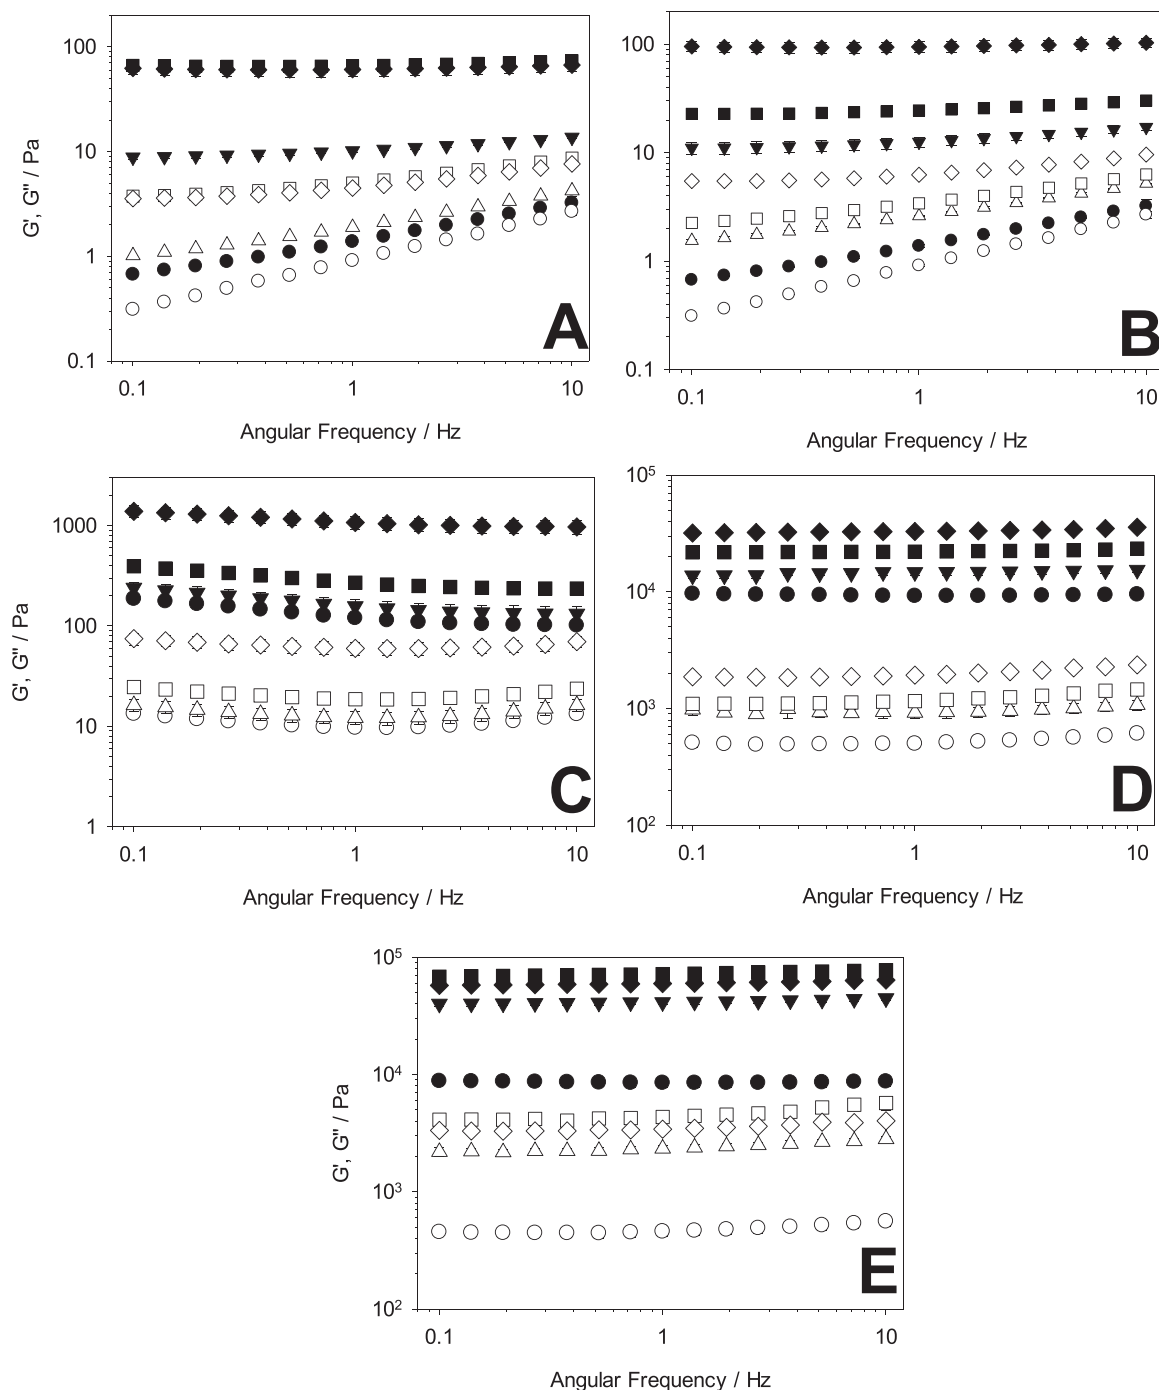 100
10
1
0.1
G', G'' / Pa
A
0.1 1 10
Angular Frequency / Hz
100
10
1
0.1
B
0.1 1 10
Angular Frequency / Hz
1000
100
10
1
G', G'' / Pa
C
0.1 1 10
Angular Frequency / Hz
10⁵
10⁴
10³
10²
D
0.1 1 10
Angular Frequency / Hz
10⁵
10⁴
10³
10²
G', G'' / Pa
E
0.1 1 10
Angular Frequency / Hz